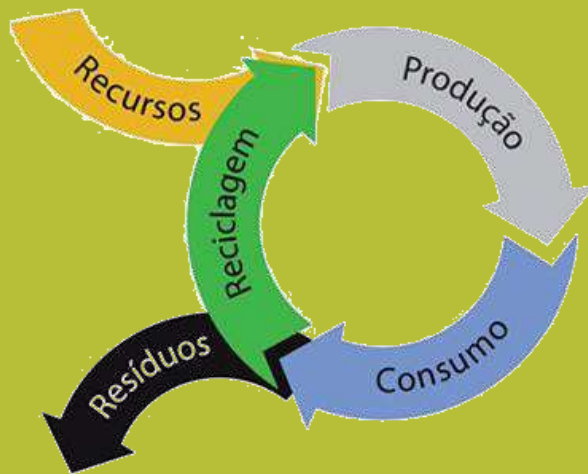 Recursos
Produção
Reciclagem
Consumo
Resíduos